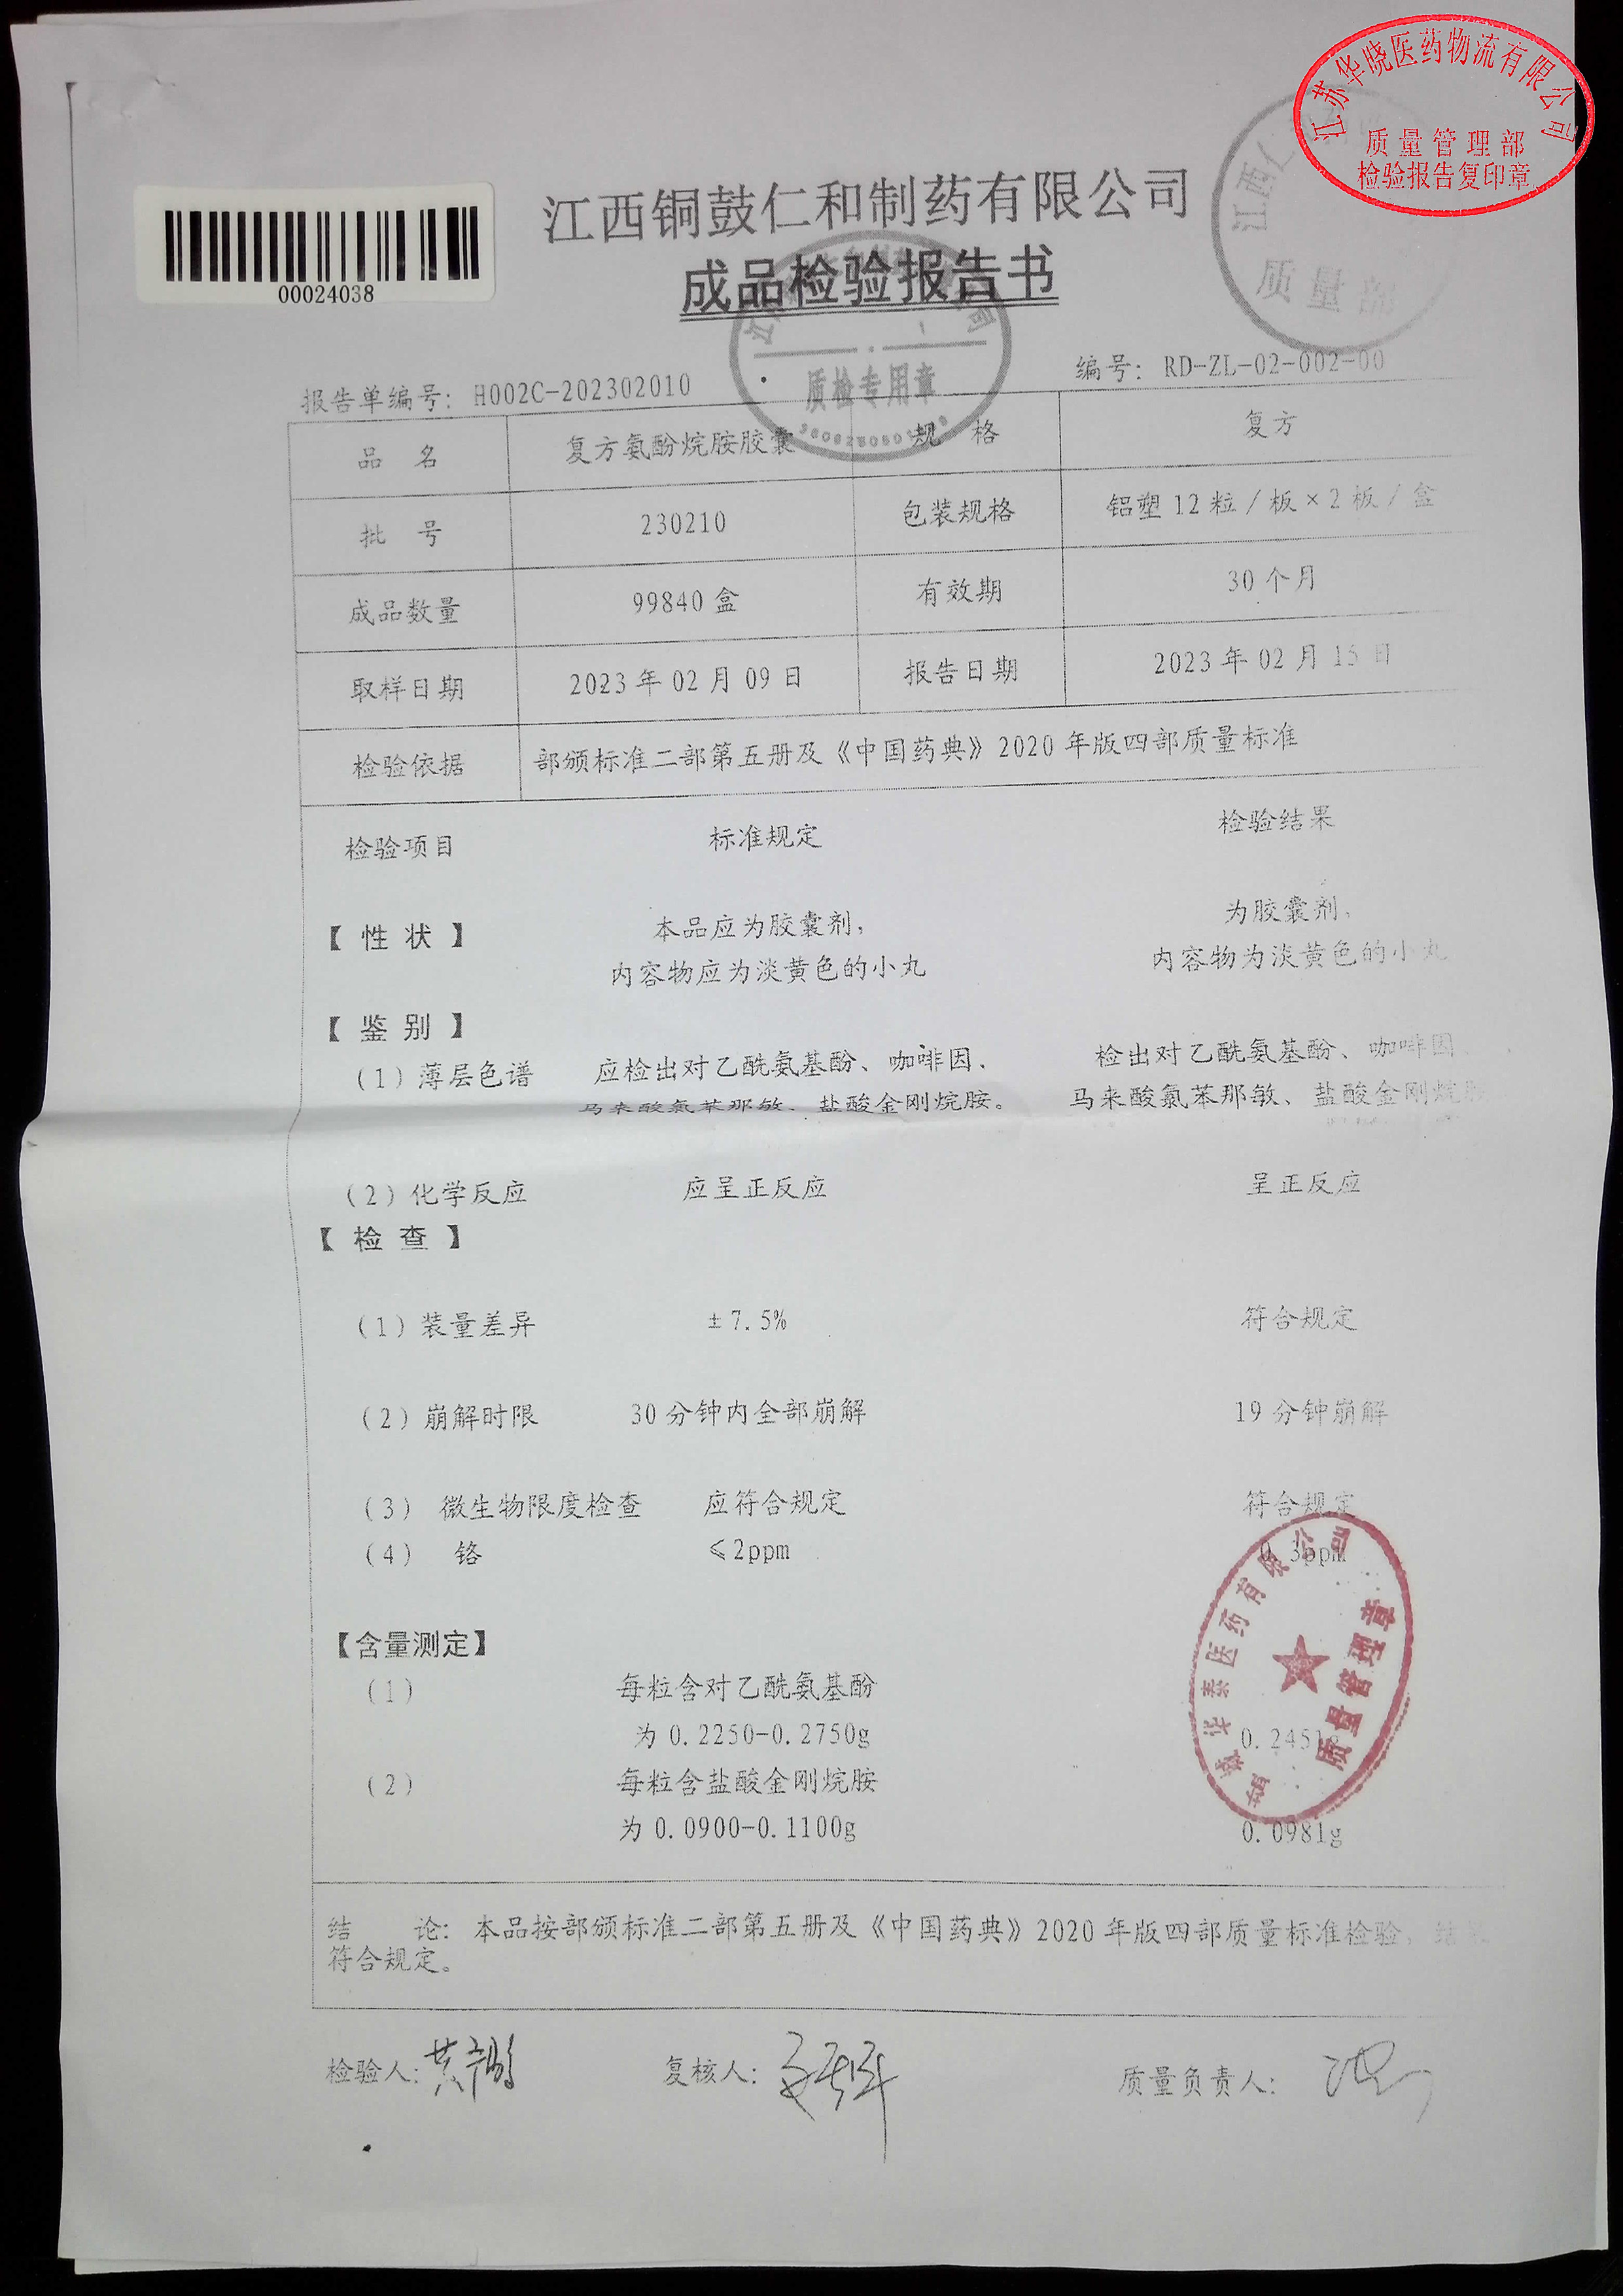 江苏华晓医药物流有限公司
质量管理部
检验报告复印章
江西仁
质量部
00024038
江西铜鼓仁和制药有限公司
成品检验报告书
质检专用章
编号：RD-ZL-02-002-00
报告单编号：H002C-202302010
品 名 复方氨酚烷胺胶囊 规 格 复方
批 号 230210 包装规格 铝塑12粒/板×2板/盒
成品数量 99840盒 有效期 30个月
取样日期 2023年02月09日 报告日期 2023年02月15日
检验依据 部颁标准二部第五册及《中国药典》2020年版四部质量标准
检验项目 标准规定 检验结果
【 性 状 】 本品应为胶囊剂， 为胶囊剂，
内容物应为淡黄色的小丸 内容物为淡黄色的小丸
【 鉴 别 】
（1）薄层色谱 应检出对乙酰氨基酚、咖啡因、 检出对乙酰氨基酚、咖啡因
马来酸氯苯那敏、盐酸金刚烷胺。 马来酸氯苯那敏、盐酸金刚烷胺
（2）化学反应 应呈正反应 呈正反应
【 检 查 】
（1）装量差异 ±7.5% 符合规定
（2）崩解时限 30分钟内全部崩解 19分钟崩解
（3） 微生物限度检查 应符合规定 符合规定
（4） 铬 ≤2ppm 0.3ppm
【含量测定】
（1） 每粒含对乙酰氨基酚
为 0.2250-0.2750g 0.2451g
（2） 每粒含盐酸金刚烷胺
为 0.0900-0.1100g 0.0981g
华泰医药有限公司
质量管理章
结 论：本品按部颁标准二部第五册及《中国药典》2020年版四部质量标准检验，结果
符合规定。
检验人： 复核人： 质量负责人：